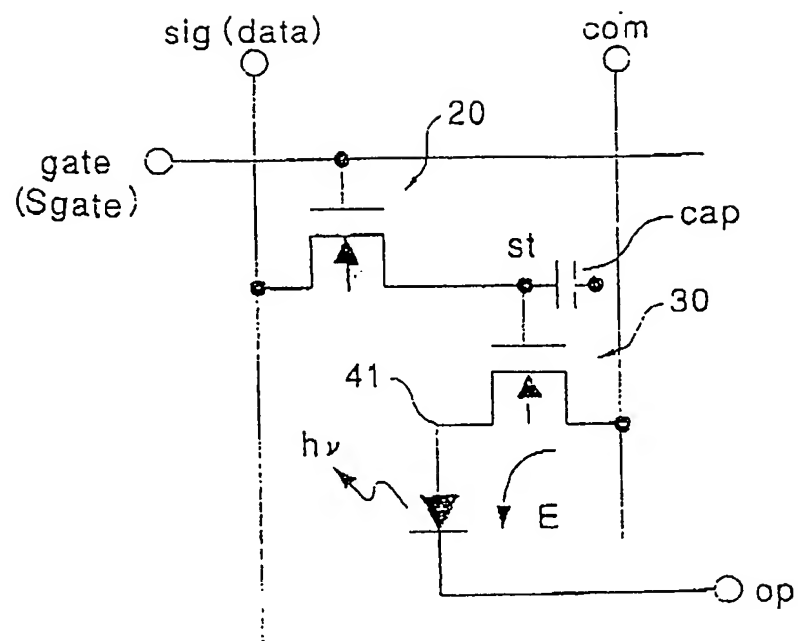 sig (data)
com
20
gate
(Sgate)
cap
st
30
41
hν
E
op